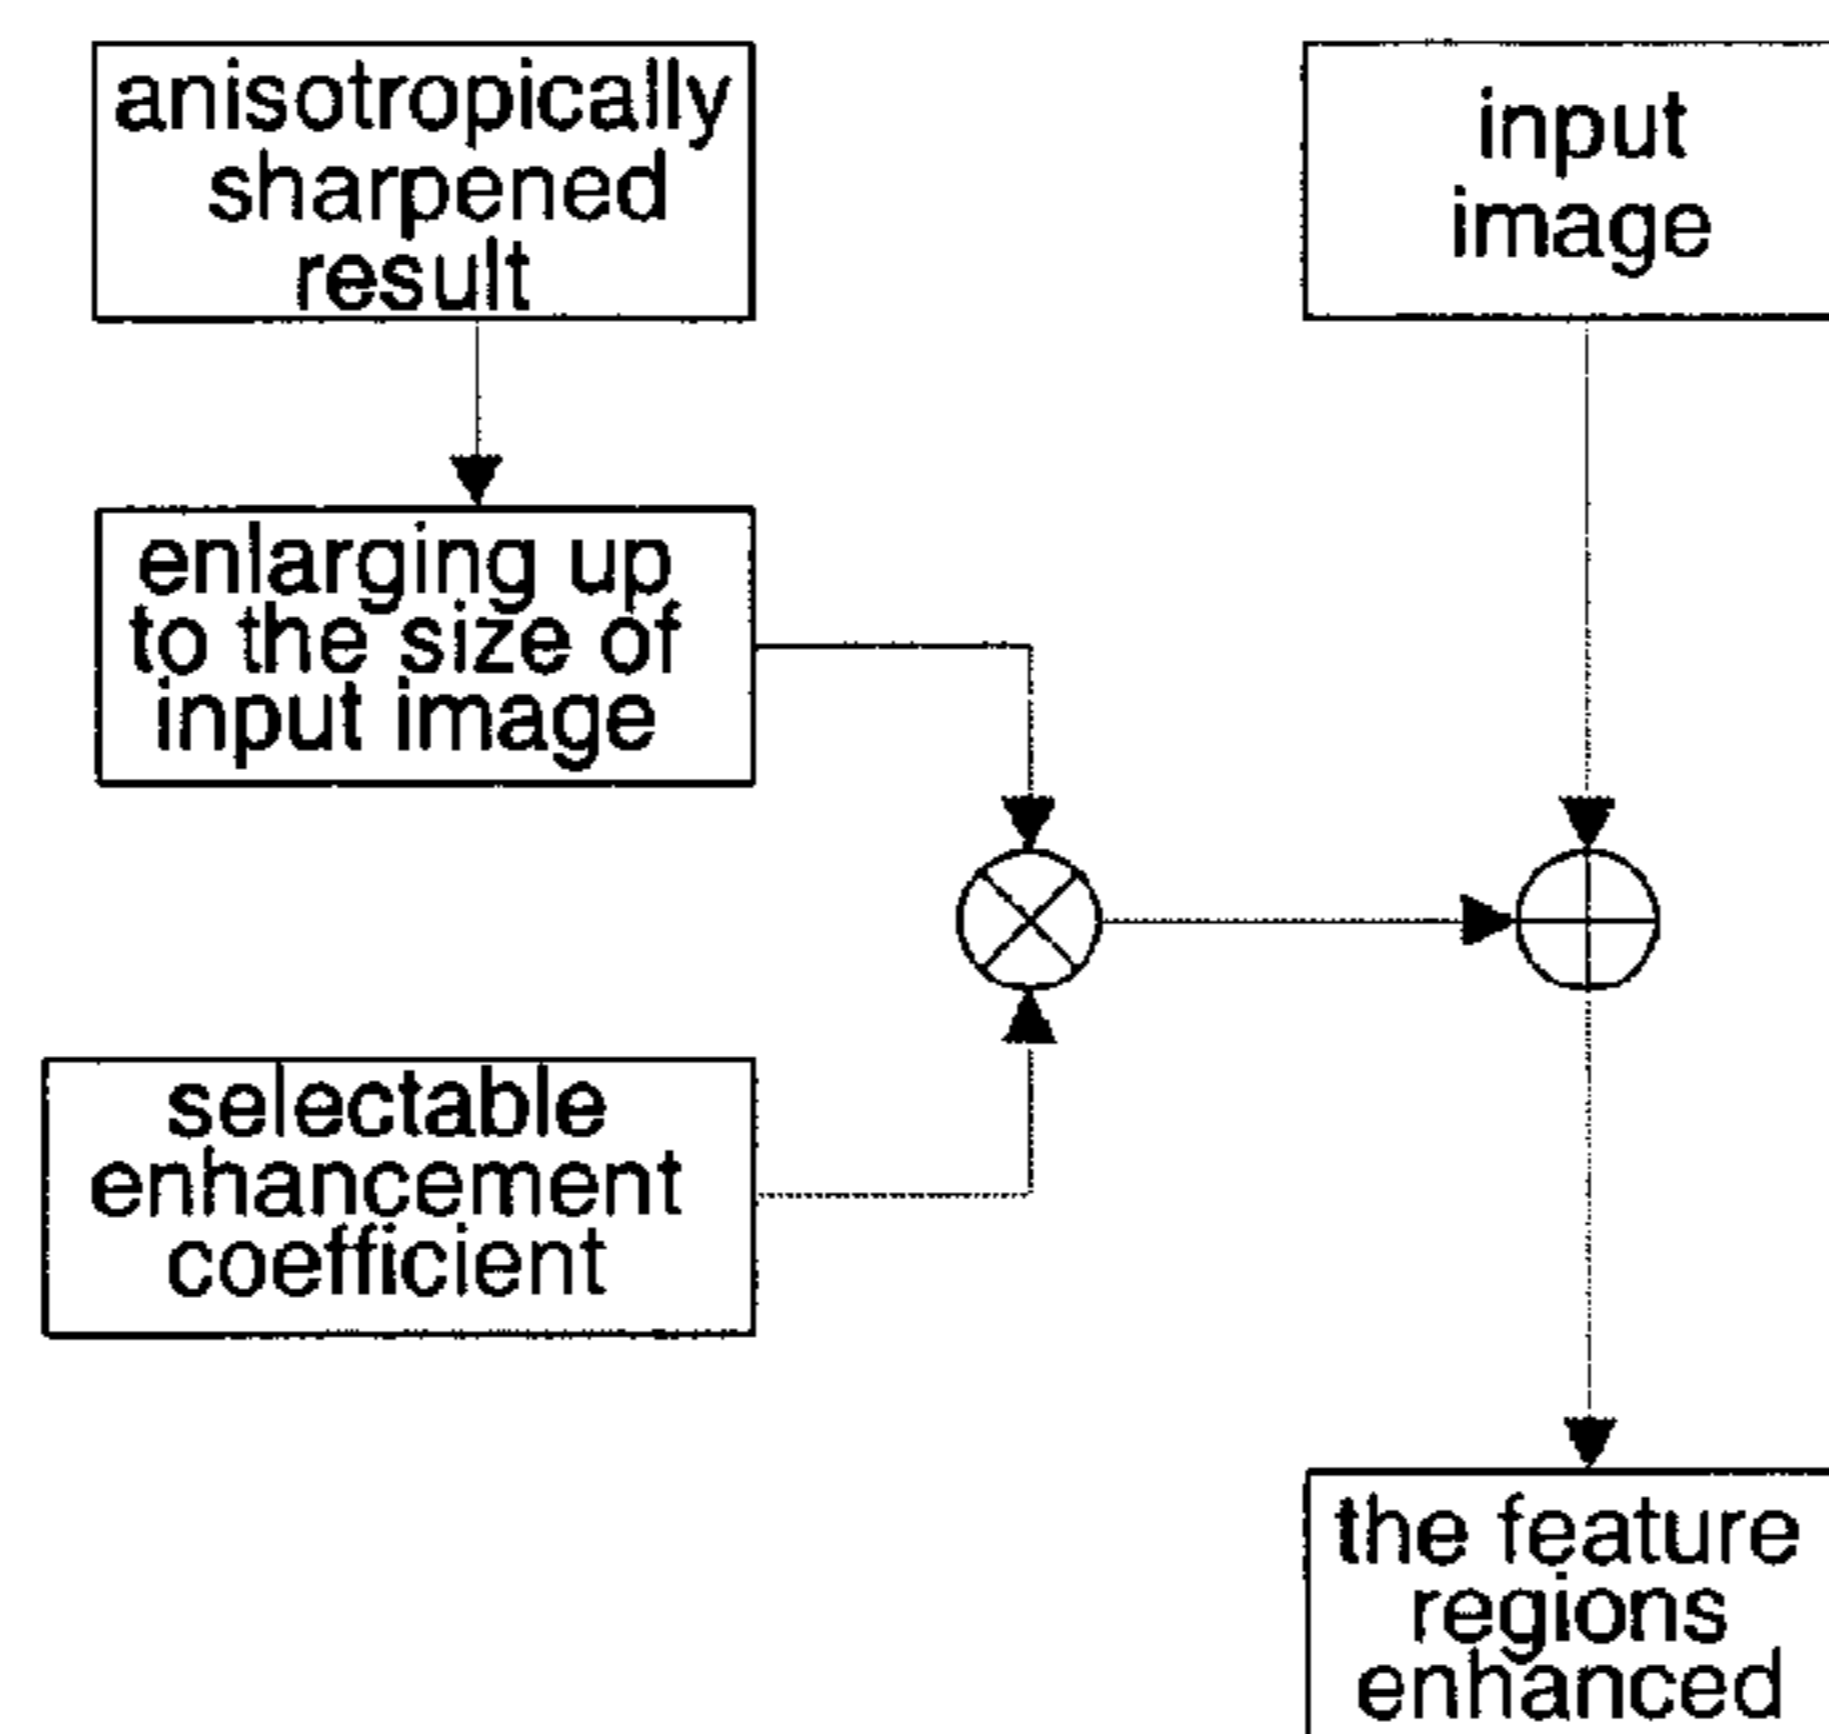 anisotropically
sharpened
result
input
image
enlarging up
to the size of
input image
selectable
enhancement
coefficient
the feature
regions
enhanced